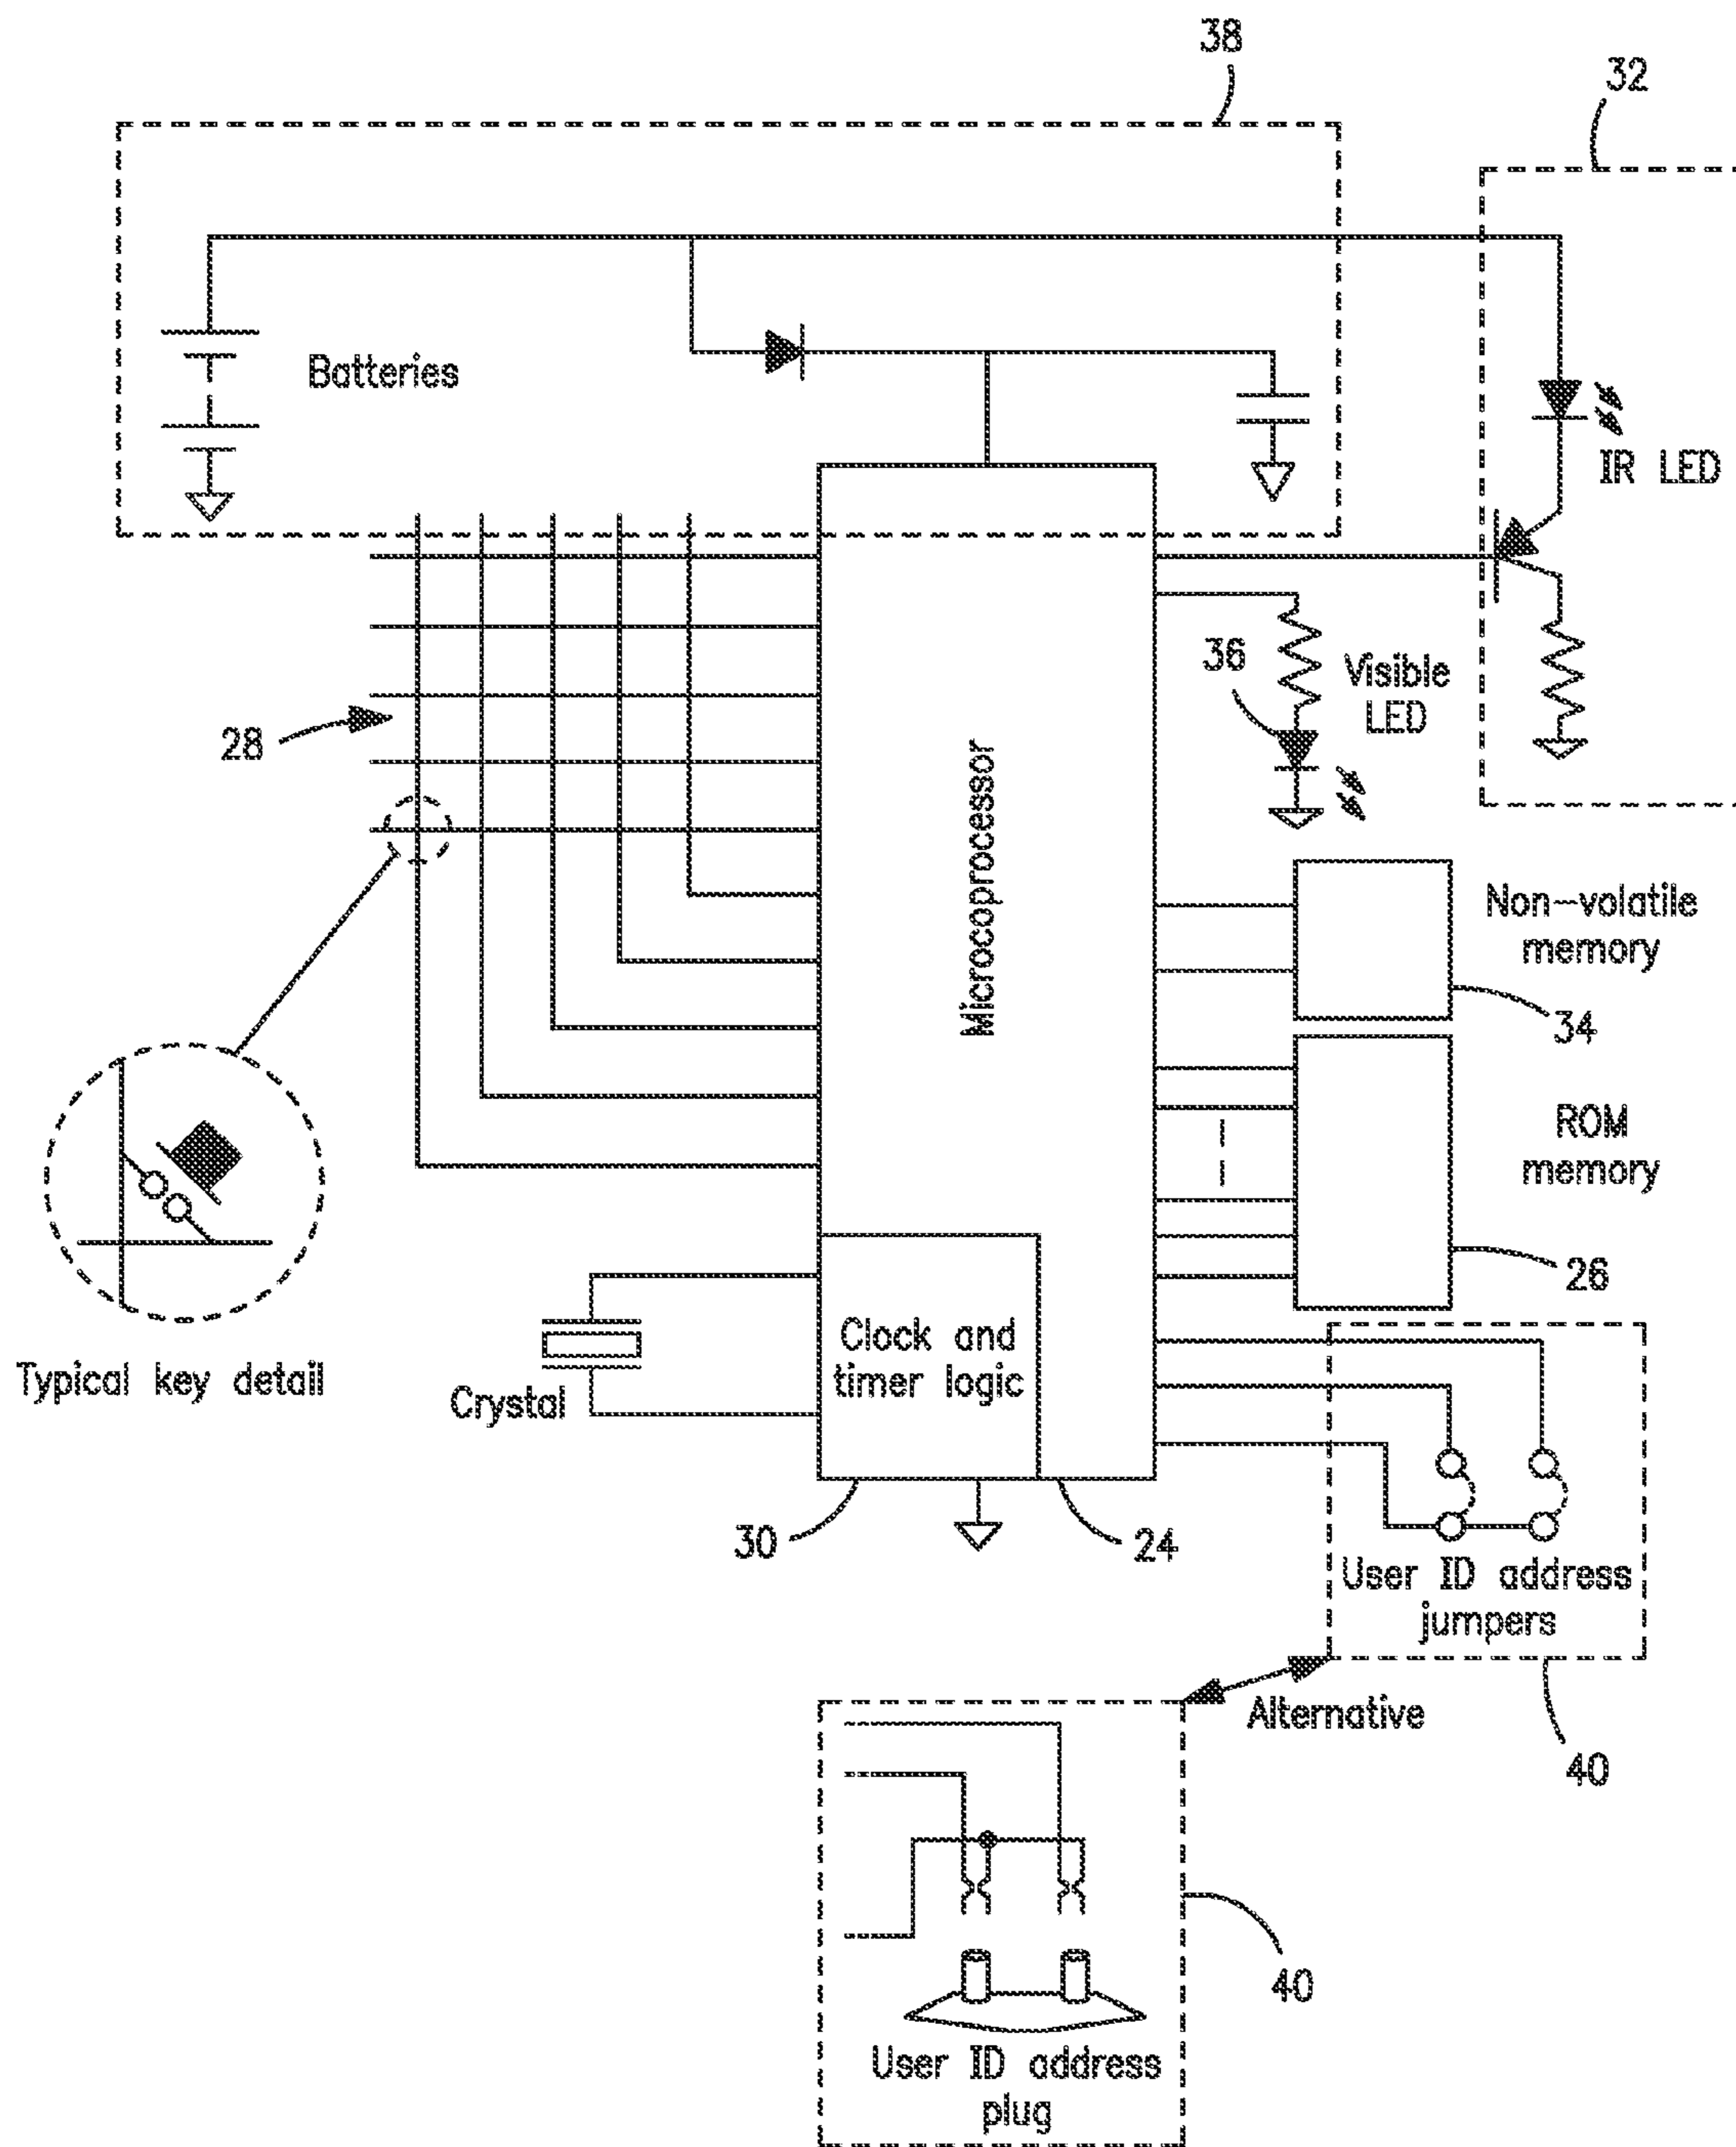 38
32
Batteries
IR LED
36
Visible
LED
28
Microcoprocessor
Non-volatile
memory
34
ROM
memory
26
Typical key detail
Crystal
Clock and
timer logic
30
24
User ID address
jumpers
Alternative
40
40
User ID address
plug